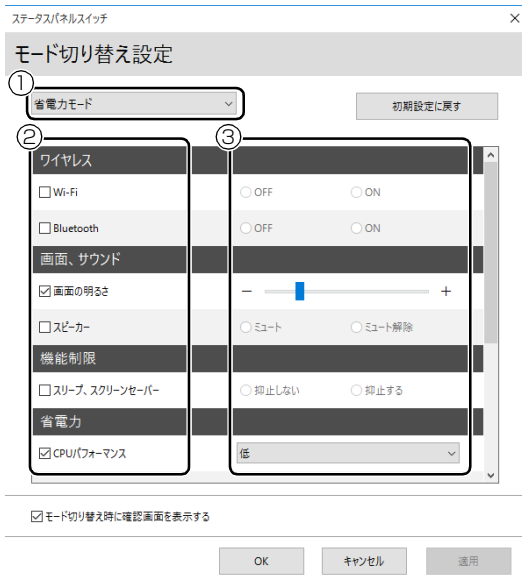 ステータスパネルスイッチ
モード切り替え設定
①
省電力モード
初期設定に戻す
② ③
ワイヤレス
Wi-Fi OFF ON
Bluetooth OFF ON
画面、サウンド
画面の明るさ − +
スピーカー ミュート ミュート解除
機能制限
スリープ、スクリーンセーバー 抑止しない 抑止する
省電力
CPUパフォーマンス 低
モード切り替え時に確認画面を表示する
OK キャンセル 適用